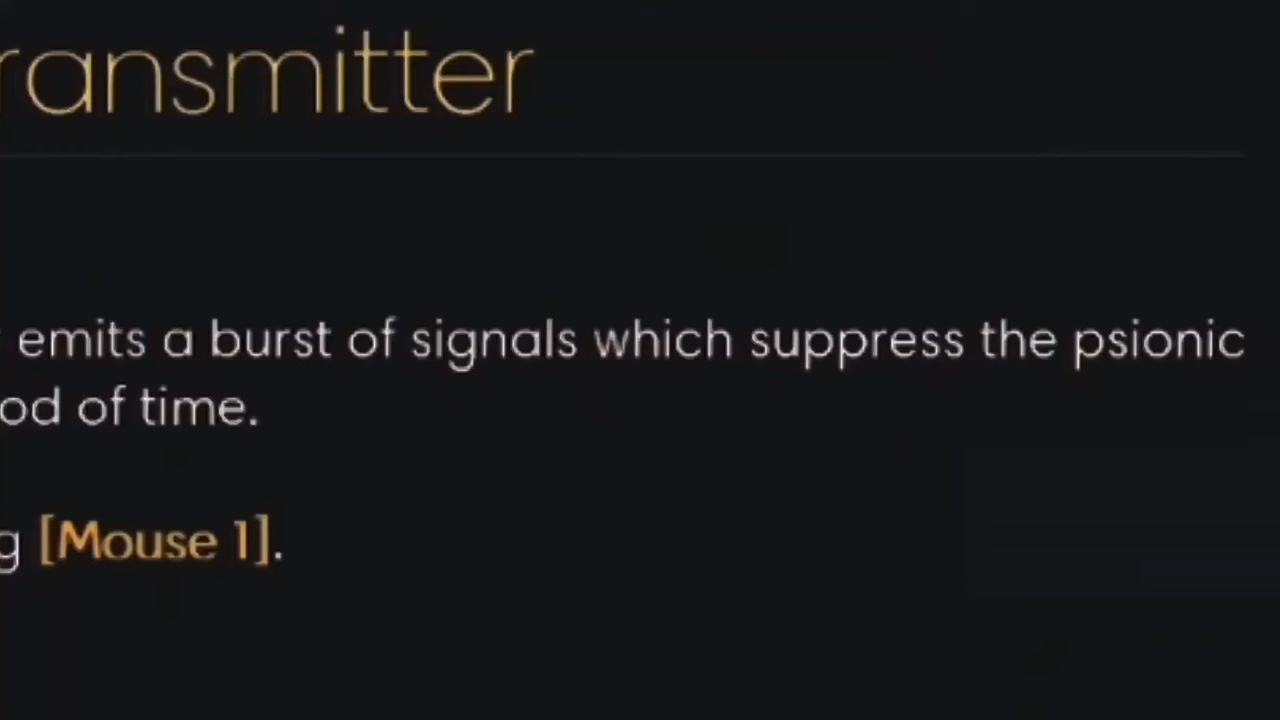 ransmitter
emits a burst of signals which suppress the psionic
od of time.
g [Mouse 1].